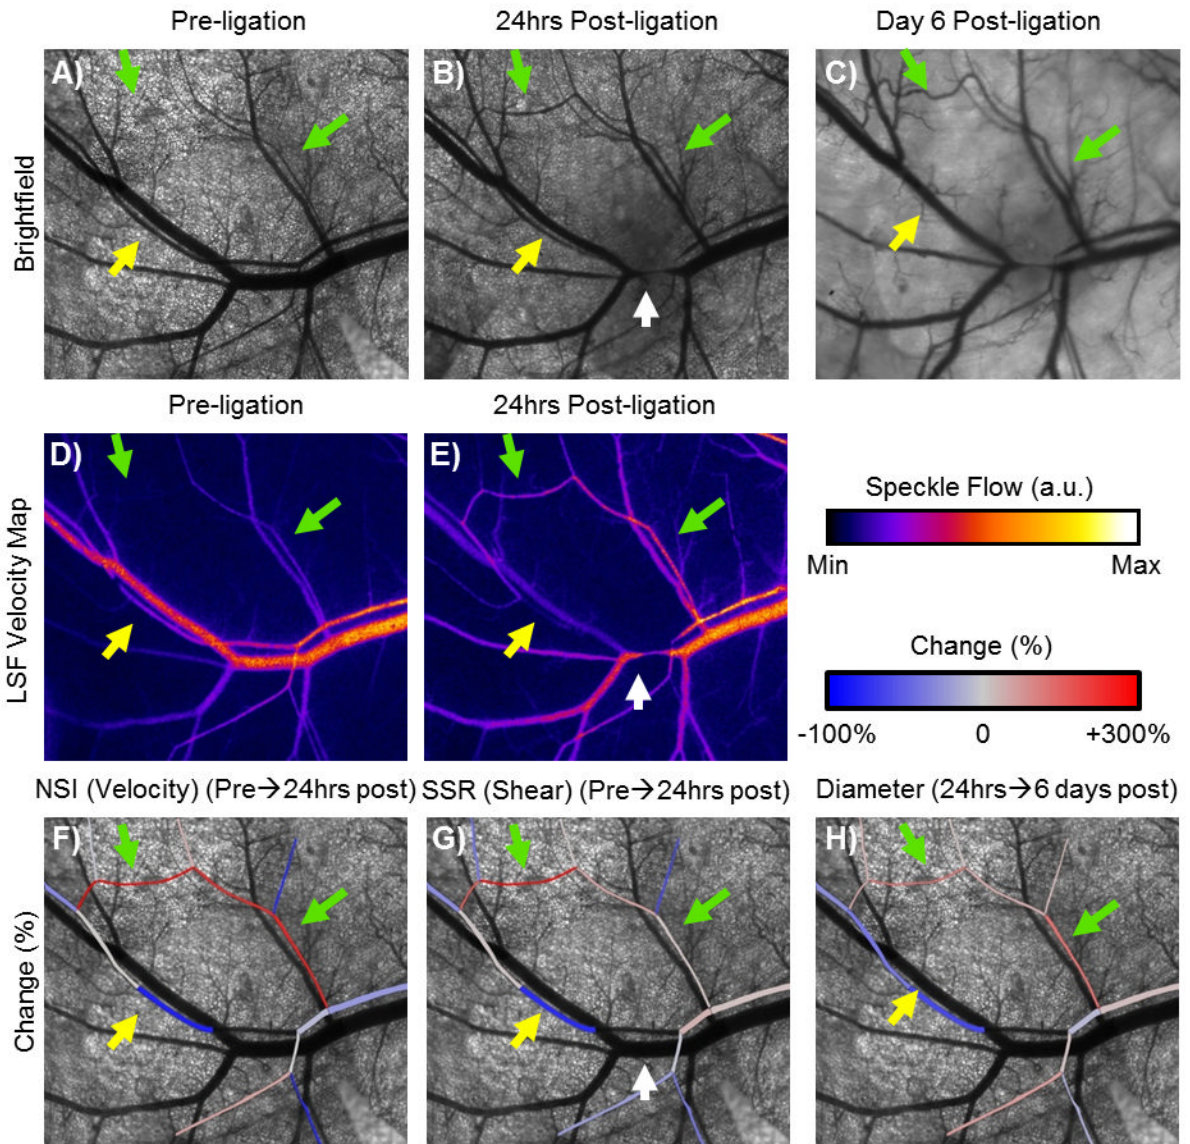 Pre-ligation 24hrs Post-ligation Day 6 Post-ligation
A) B) C)
Brightfield
Pre-ligation 24hrs Post-ligation
D) E)
LSF Velocity Map
Speckle Flow (a.u.)
Min Max
Change (%)
-100% 0 +300%
NSI (Velocity) (Pre→24hrs post) SSR (Shear) (Pre→24hrs post) Diameter (24hrs→6 days post)
F) G) H)
Change (%)